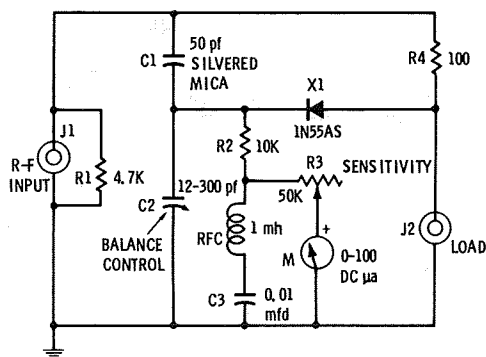 C1
50 pf
SILVERED
MICA
R4
100
X1
1N55AS
J1
R-F
INPUT
R1
4.7K
R2
10K
R3
SENSITIVITY
50K
12-300 pf
C2
BALANCE
CONTROL
RFC
1 mh
+
M
0-100
DC µa
J2
LOAD
C3
0.01
mfd